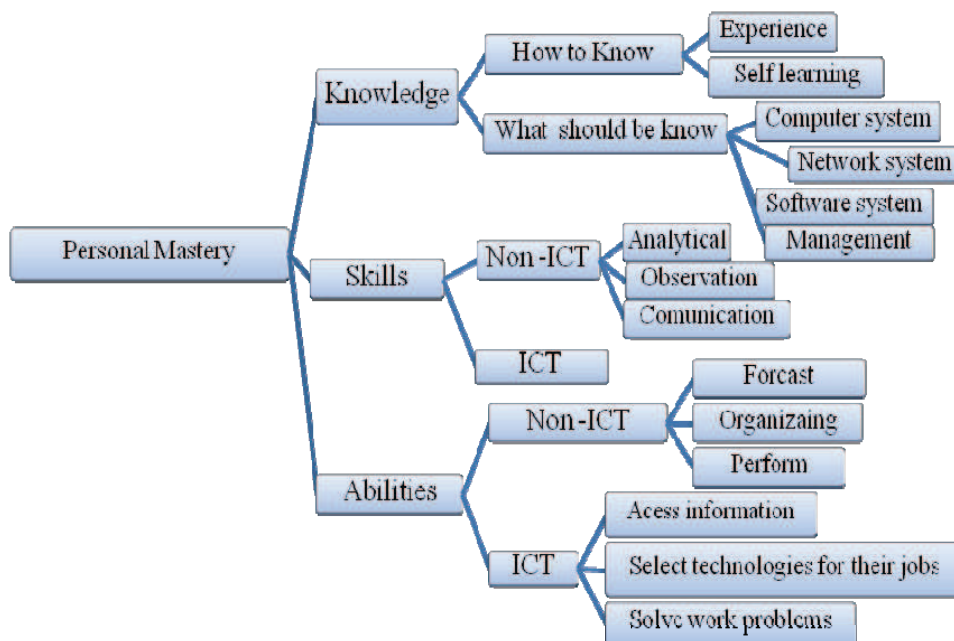 Personal Mastery
Knowledge
How to Know
Experience
Self learning
What should be know
Computer system
Network system
Software system
Management
Skills
Non -ICT
Analytical
Observation
Comunication
ICT
Abilities
Non -ICT
Forcast
Organizaing
Perform
ICT
Acess information
Select technologies for their jobs
Solve work problems